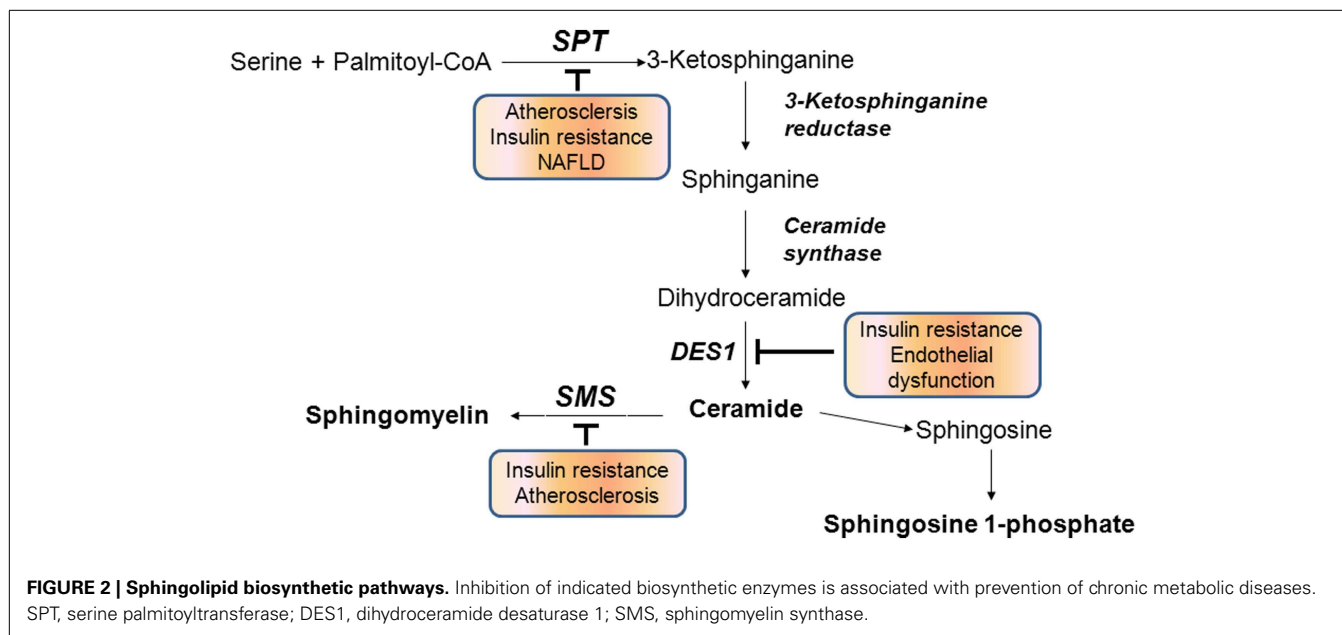 SPT
Serine + Palmitoyl-CoA
3-Ketosphinganine
Atherosclersis
Insulin resistance
NAFLD
3-Ketosphinganine
reductase
Sphinganine
Ceramide
synthase
Dihydroceramide
DES1
Insulin resistance
Endothelial
dysfunction
SMS
Sphingomyelin
Ceramide
Sphingosine
Insulin resistance
Atherosclerosis
Sphingosine 1-phosphate
FIGURE 2 | Sphingolipid biosynthetic pathways. Inhibition of indicated biosynthetic enzymes is associated with prevention of chronic metabolic diseases.
SPT, serine palmitoyltransferase; DES1, dihydroceramide desaturase 1; SMS, sphingomyelin synthase.